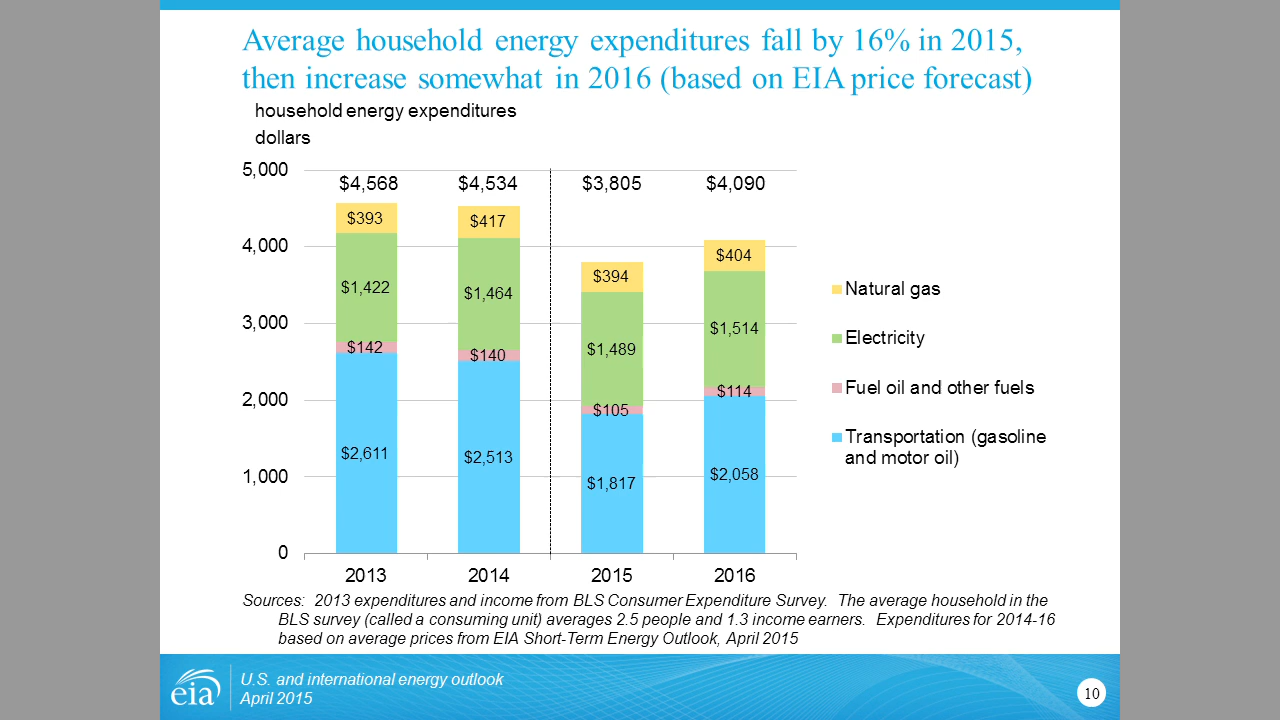 Average household energy expenditures fall by 16% in 2015,
then increase somewhat in 2016 (based on EIA price forecast)
household energy expenditures
dollars
5,000
4,000
3,000
2,000
1,000
0
$4,568 $4,534 $3,805 $4,090
$393 $417 $394 $404
$1,422 $1,464 $1,489 $1,514
$142 $140 $105 $114
$2,611 $2,513 $1,817 $2,058
2013 2014 2015 2016
Natural gas
Electricity
Fuel oil and other fuels
Transportation (gasoline
and motor oil)
Sources: 2013 expenditures and income from BLS Consumer Expenditure Survey. The average household in the
BLS survey (called a consuming unit) averages 2.5 people and 1.3 income earners. Expenditures for 2014-16
based on average prices from EIA Short-Term Energy Outlook, April 2015
eia
U.S. and international energy outlook
April 2015
10